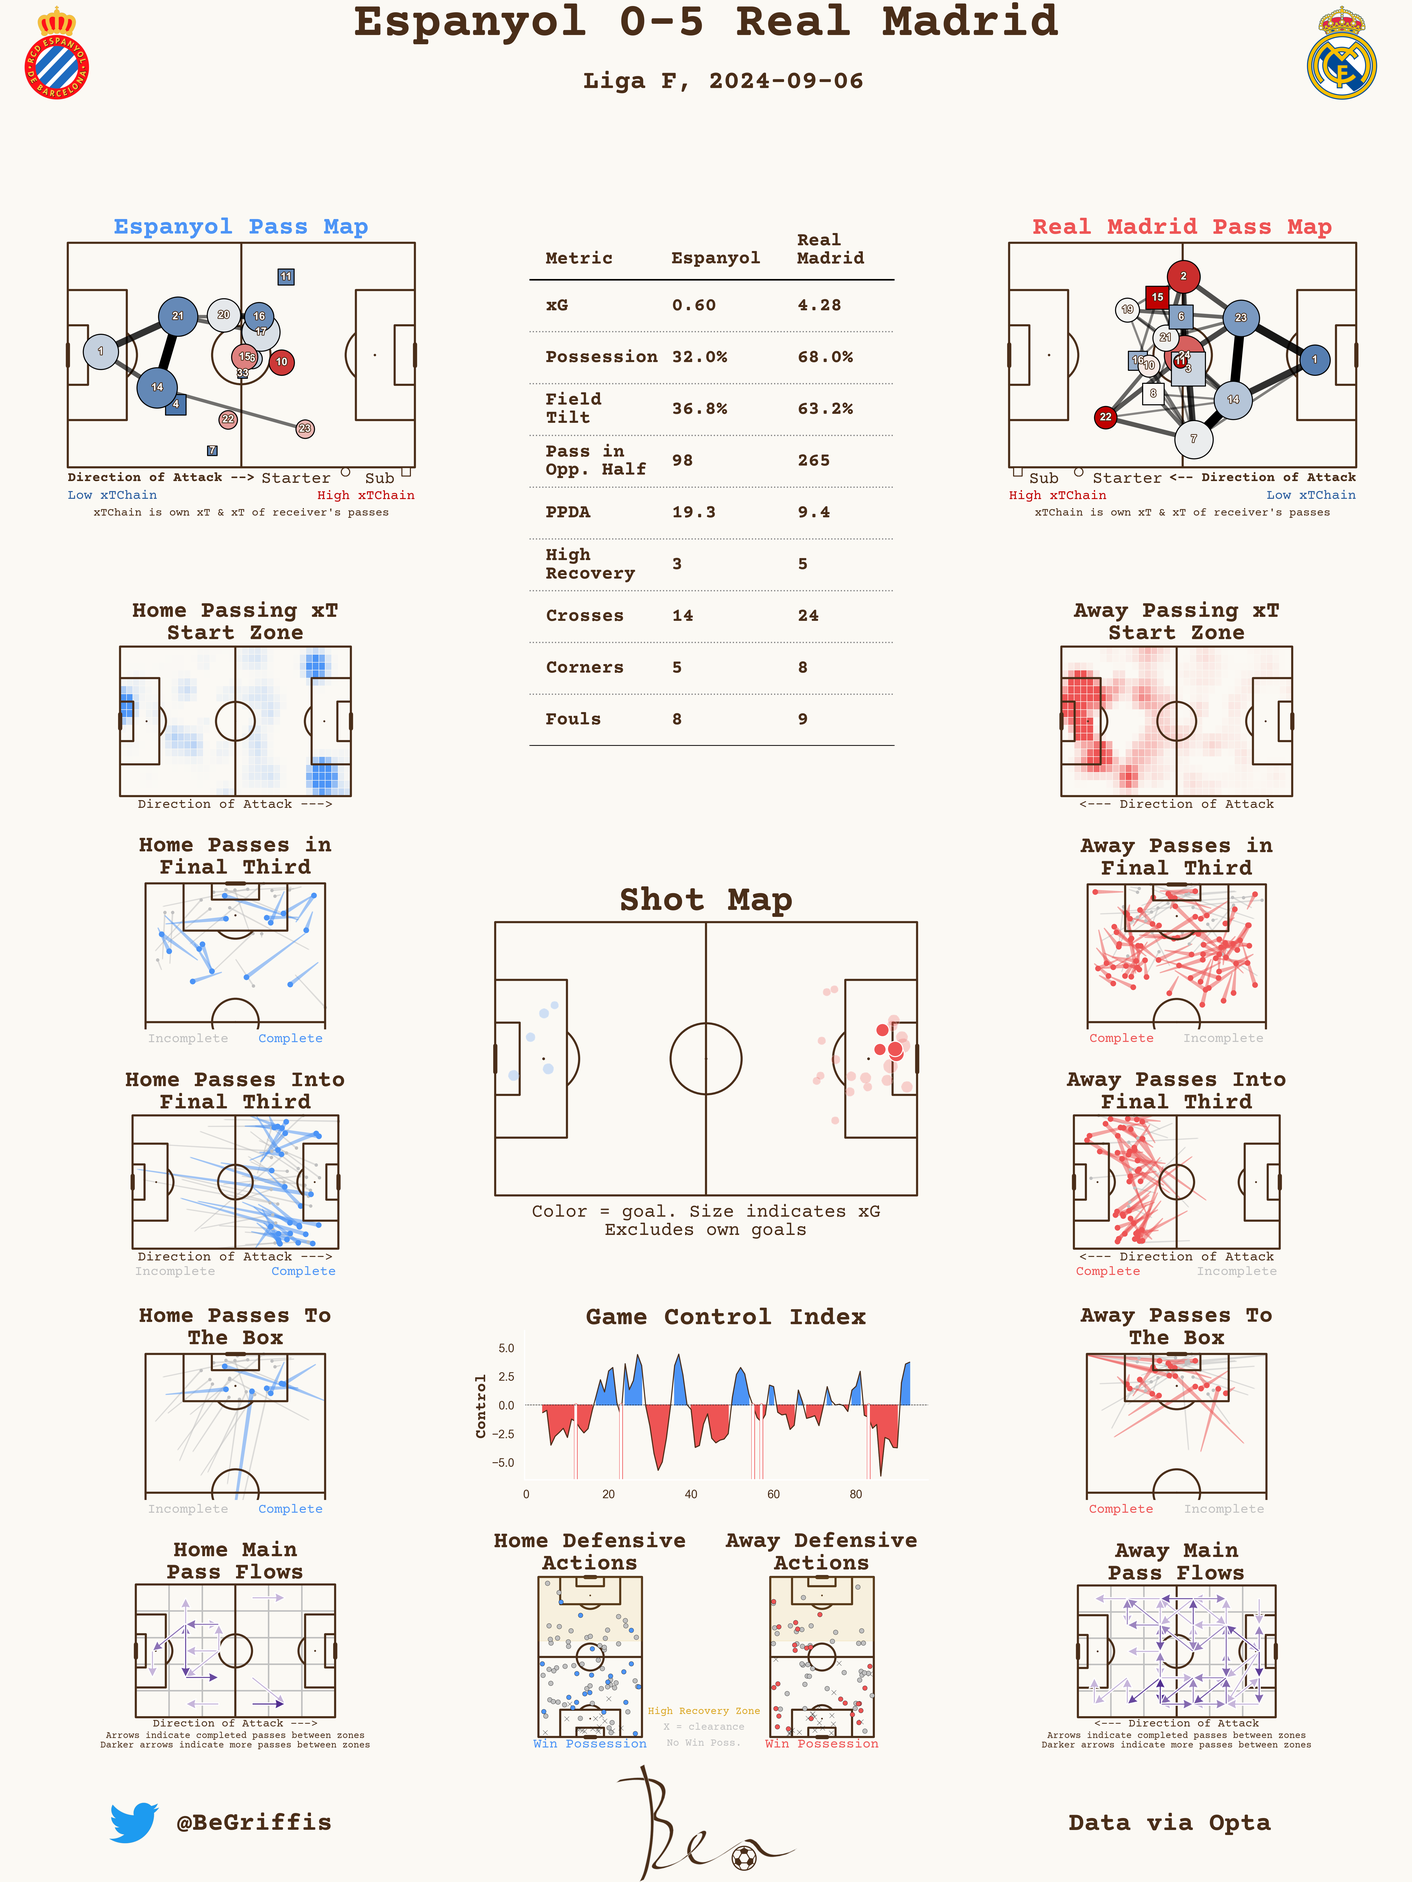 Espanyol 0-5 Real Madrid
Liga F, 2024-09-06
RCD ESPANYOL
DE BARCELONA
Espanyol Pass Map
11
21
20
16
17
1
15
6
10
33
14
4
22
23
7
Direction of Attack --> Starter Sub
Low xTChain High xTChain
xTChain is own xT & xT of receiver's passes
Metric Espanyol Real Madrid
xG 0.60 4.28
Possession 32.0% 68.0%
Field Tilt 36.8% 63.2%
Pass in Opp. Half 98 265
PPDA 19.3 9.4
High Recovery 3 5
Crosses 14 24
Corners 5 8
Fouls 8 9
Real Madrid Pass Map
2
15
19
6
23
21
24
16
10
11
3
1
8
14
22
7
Sub Starter <-- Direction of Attack
High xTChain Low xTChain
xTChain is own xT & xT of receiver's passes
Home Passing xT
Start Zone
Direction of Attack --->
Away Passing xT
Start Zone
<--- Direction of Attack
Home Passes in
Final Third
Incomplete Complete
Away Passes in
Final Third
Complete Incomplete
Shot Map
Color = goal. Size indicates xG
Excludes own goals
Home Passes Into
Final Third
Direction of Attack --->
Incomplete Complete
Away Passes Into
Final Third
<--- Direction of Attack
Complete Incomplete
Home Passes To
The Box
Incomplete Complete
Game Control Index
Control
5.0
2.5
0.0
−2.5
−5.0
0 20 40 60 80
Away Passes To
The Box
Complete Incomplete
Home Main
Pass Flows
Direction of Attack --->
Arrows indicate completed passes between zones
Darker arrows indicate more passes between zones
Home Defensive
Actions
Win Possession
High Recovery Zone
X = clearance
No Win Poss.
Away Defensive
Actions
Win Possession
Away Main
Pass Flows
<--- Direction of Attack
Arrows indicate completed passes between zones
Darker arrows indicate more passes between zones
@BeGriffis
Ben
Data via Opta